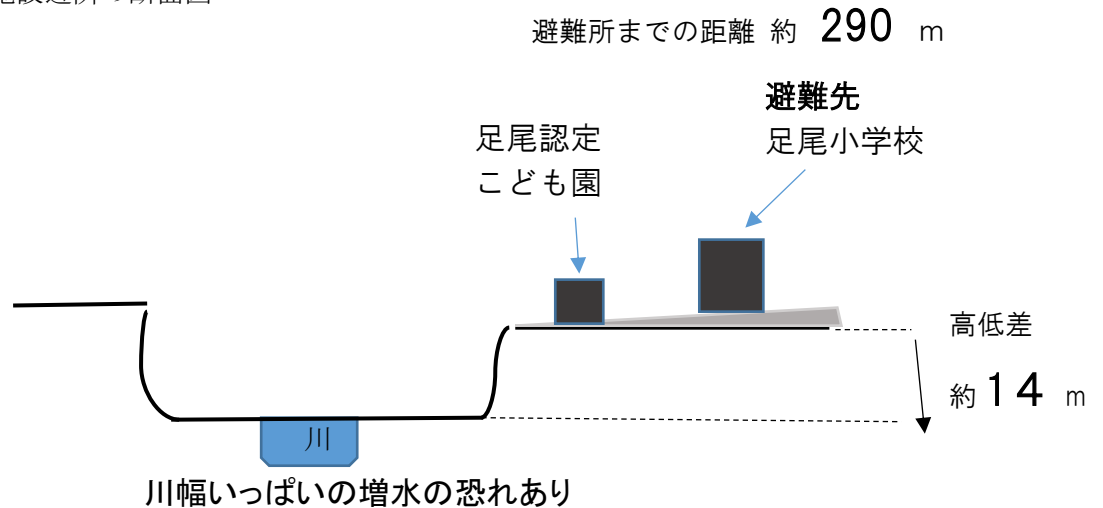 避難所までの距離 約 290 m
避難先
足尾小学校
足尾認定
こども園
高低差
約14 m
川
川幅いっぱいの増水の恐れあり